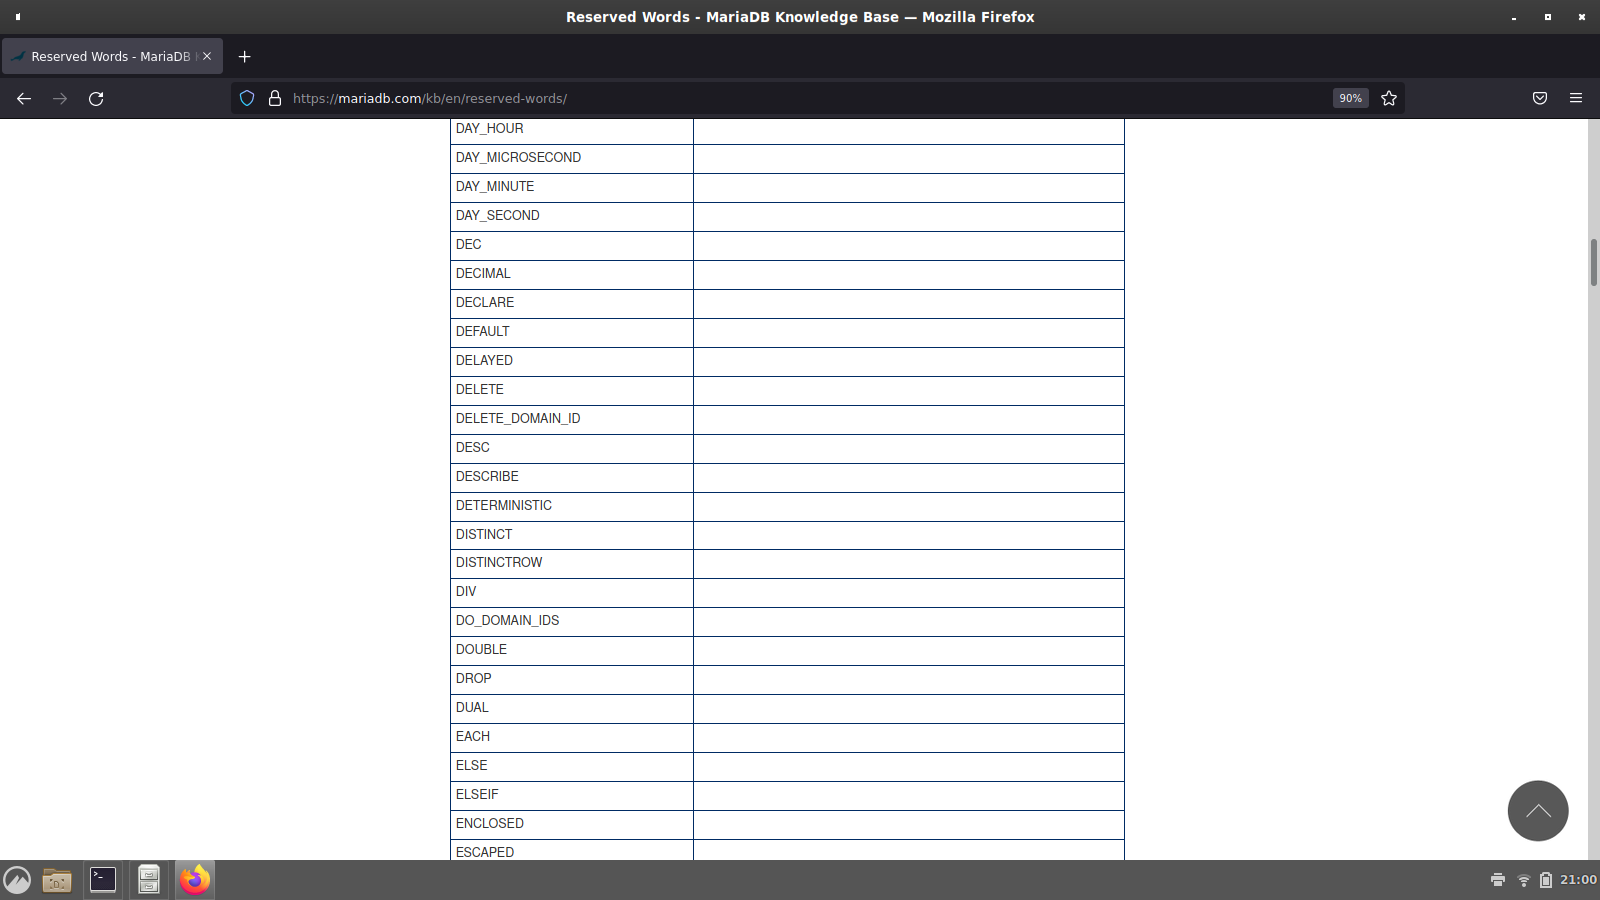 Reserved Words - MariaDB Knowledge Base — Mozilla Firefox
Reserved Words - MariaDB
https://mariadb.com/kb/en/reserved-words/
90%
DAY_HOUR
DAY_MICROSECOND
DAY_MINUTE
DAY_SECOND
DEC
DECIMAL
DECLARE
DEFAULT
DELAYED
DELETE
DELETE_DOMAIN_ID
DESC
DESCRIBE
DETERMINISTIC
DISTINCT
DISTINCTROW
DIV
DO_DOMAIN_IDS
DOUBLE
DROP
DUAL
EACH
ELSE
ELSEIF
ENCLOSED
ESCAPED
21:00